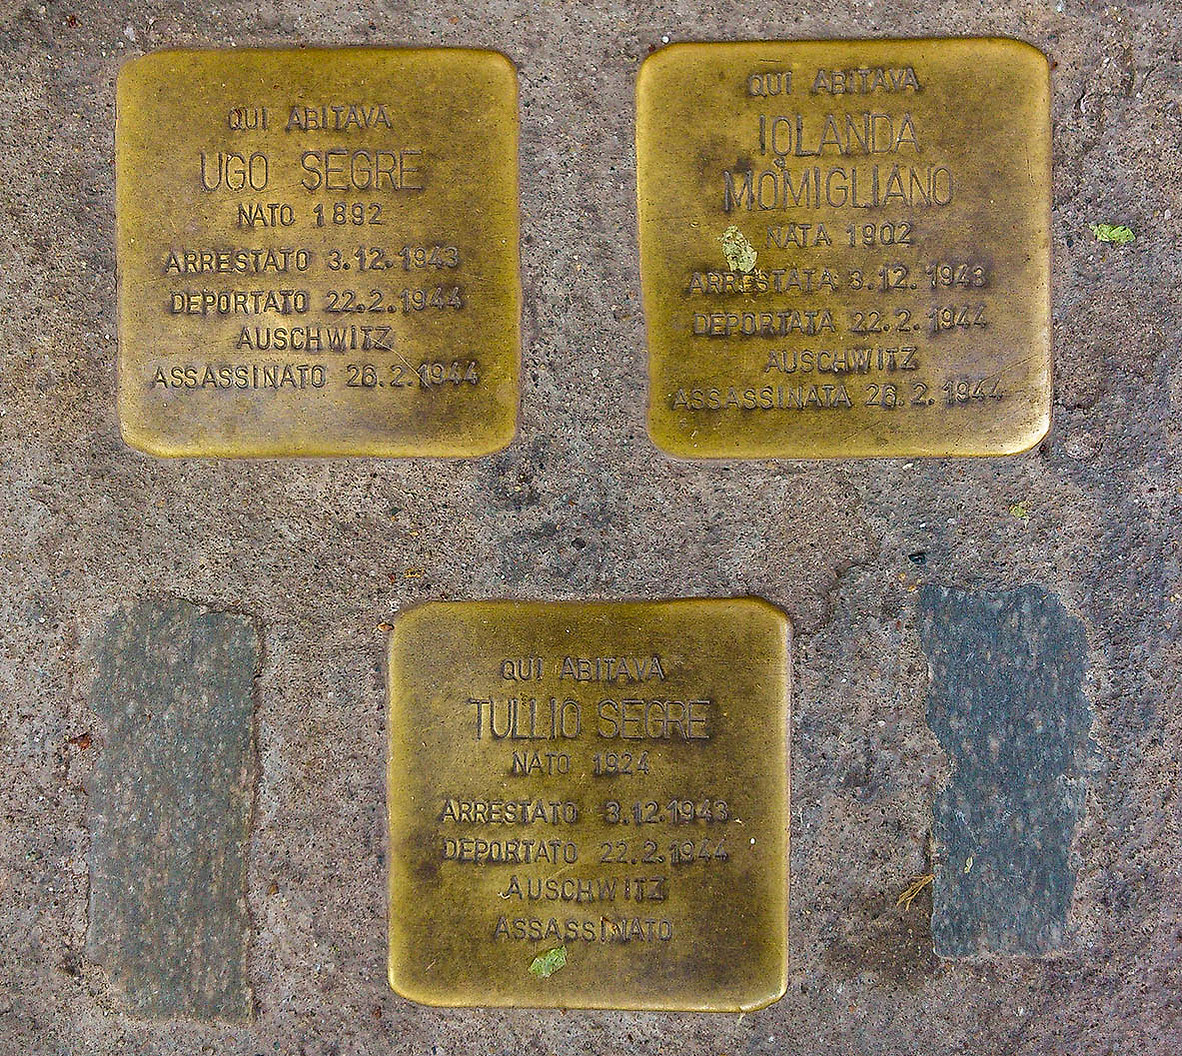 QUI ABITAVA
UGO SEGRE
NATO 1892
ARRESTATO 3.12.1943
DEPORTATO 22.2.1944
AUSCHWITZ
ASSASSINATO 26.2.1944
QUI ABITAVA
IOLANDA
MOMIGLIANO
NATA 1902
ARRESTATA 3.12.1943
DEPORTATA 22.2.1944
AUSCHWITZ
ASSASSINATA 26.2.1944
QUI ABITAVA
TULLIO SEGRE
NATO 1924
ARRESTATO 3.12.1943
DEPORTATO 22.2.1944
AUSCHWITZ
ASSASSINATO